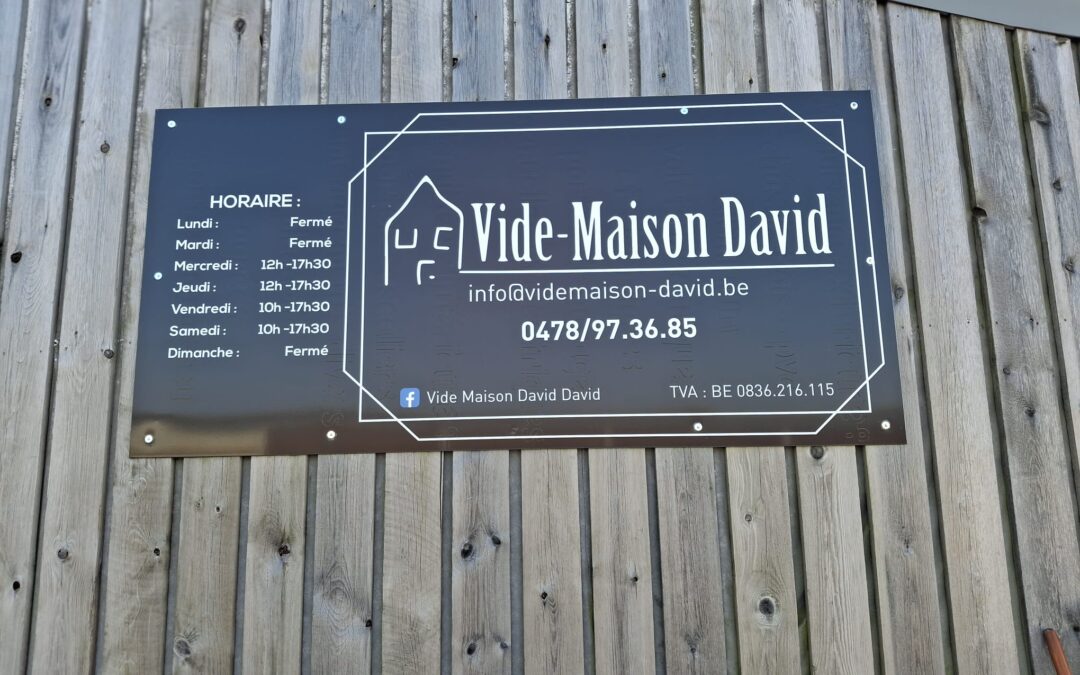 HORAIRE :
Lundi : Fermé
Mardi : Fermé
Mercredi : 12h -17h30
Jeudi : 12h -17h30
Vendredi : 10h -17h30
Samedi : 10h -17h30
Dimanche : Fermé
Vide-Maison David
info@videmaison-david.be
0478/97.36.85
Vide Maison David David
TVA : BE 0836.216.115